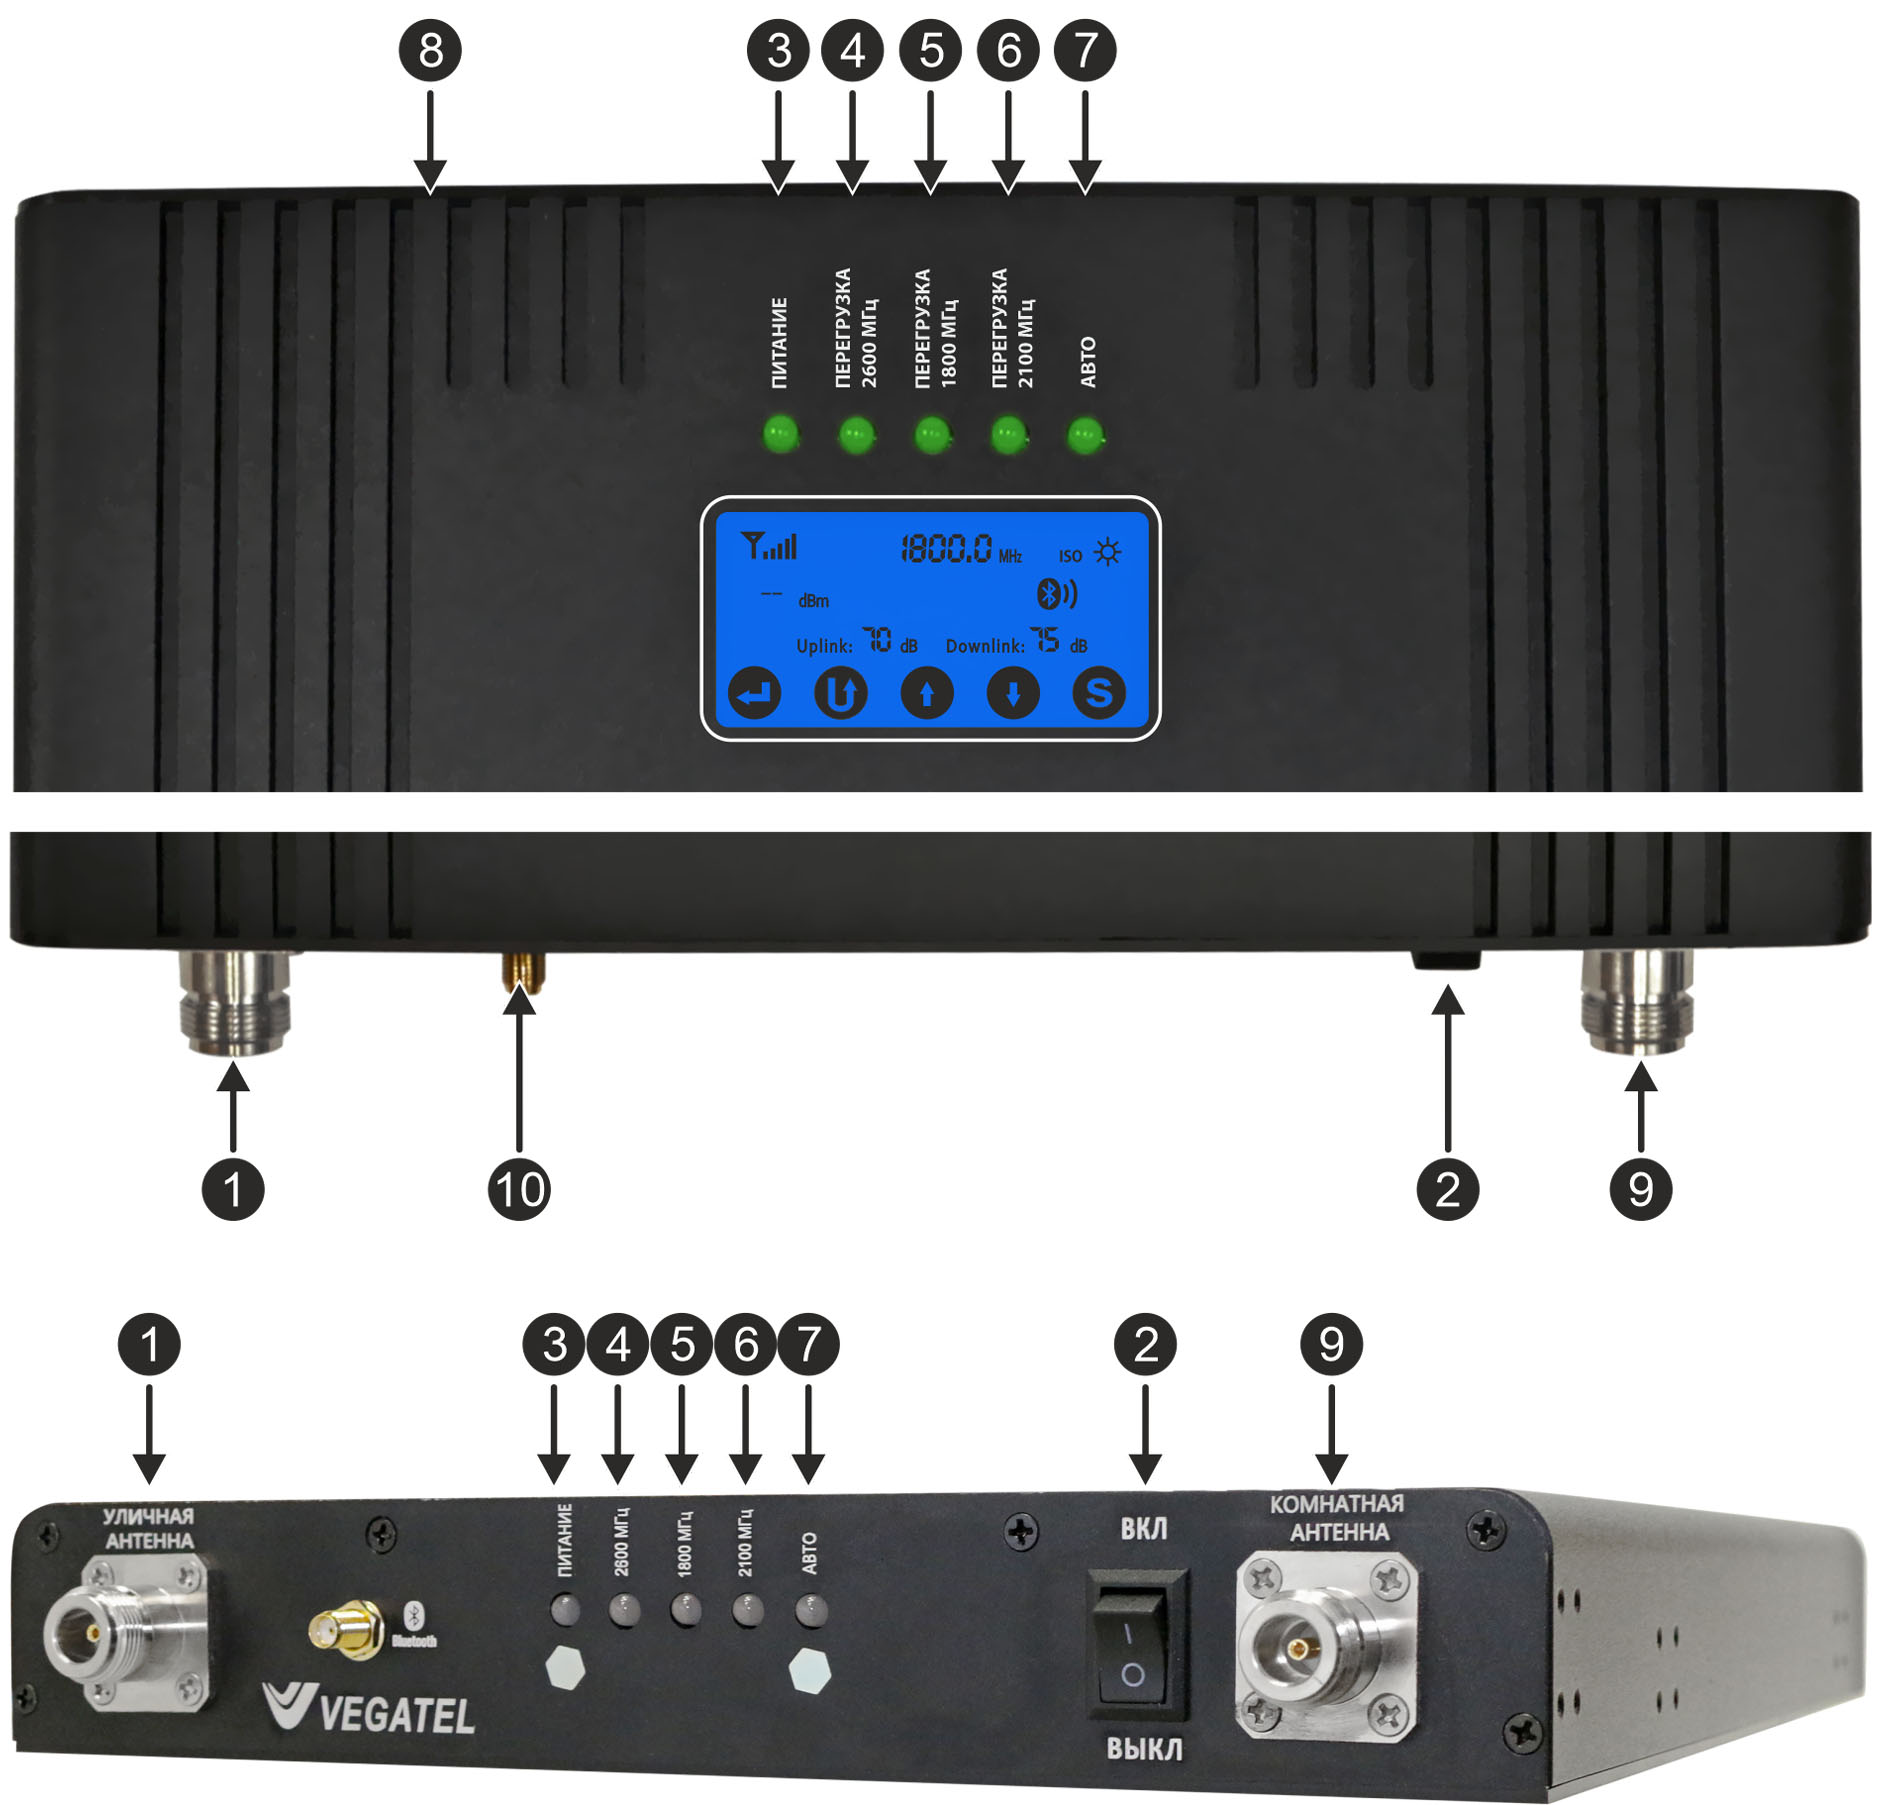 8 3 4 5 6 7
ПИТАНИЕ
ПЕРЕГРУЗКА
2600 МГц
ПЕРЕГРУЗКА
1800 МГц
ПЕРЕГРУЗКА
2100 МГц
АВТО
1800.0 MHz ISO
-- dBm
Uplink: 70 dB Downlink: 75 dB
U S
1 10 2 9
1 3 4 5 6 7 2 9
УЛИЧНАЯ
АНТЕННА
Bluetooth
VEGATEL
ПИТАНИЕ
2600 МГц
1800 МГц
2100 МГц
АВТО
ВКЛ
ВЫКЛ
КОМНАТНАЯ
АНТЕННА